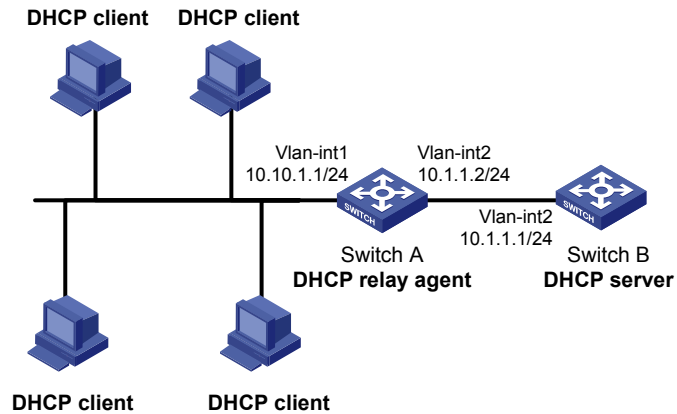 DHCP client
DHCP client
Vlan-int1
10.10.1.1/24
Vlan-int2
10.1.1.2/24
Vlan-int2
10.1.1.1/24
SWITCH
SWITCH
Switch A
DHCP relay agent
Switch B
DHCP server
DHCP client
DHCP client